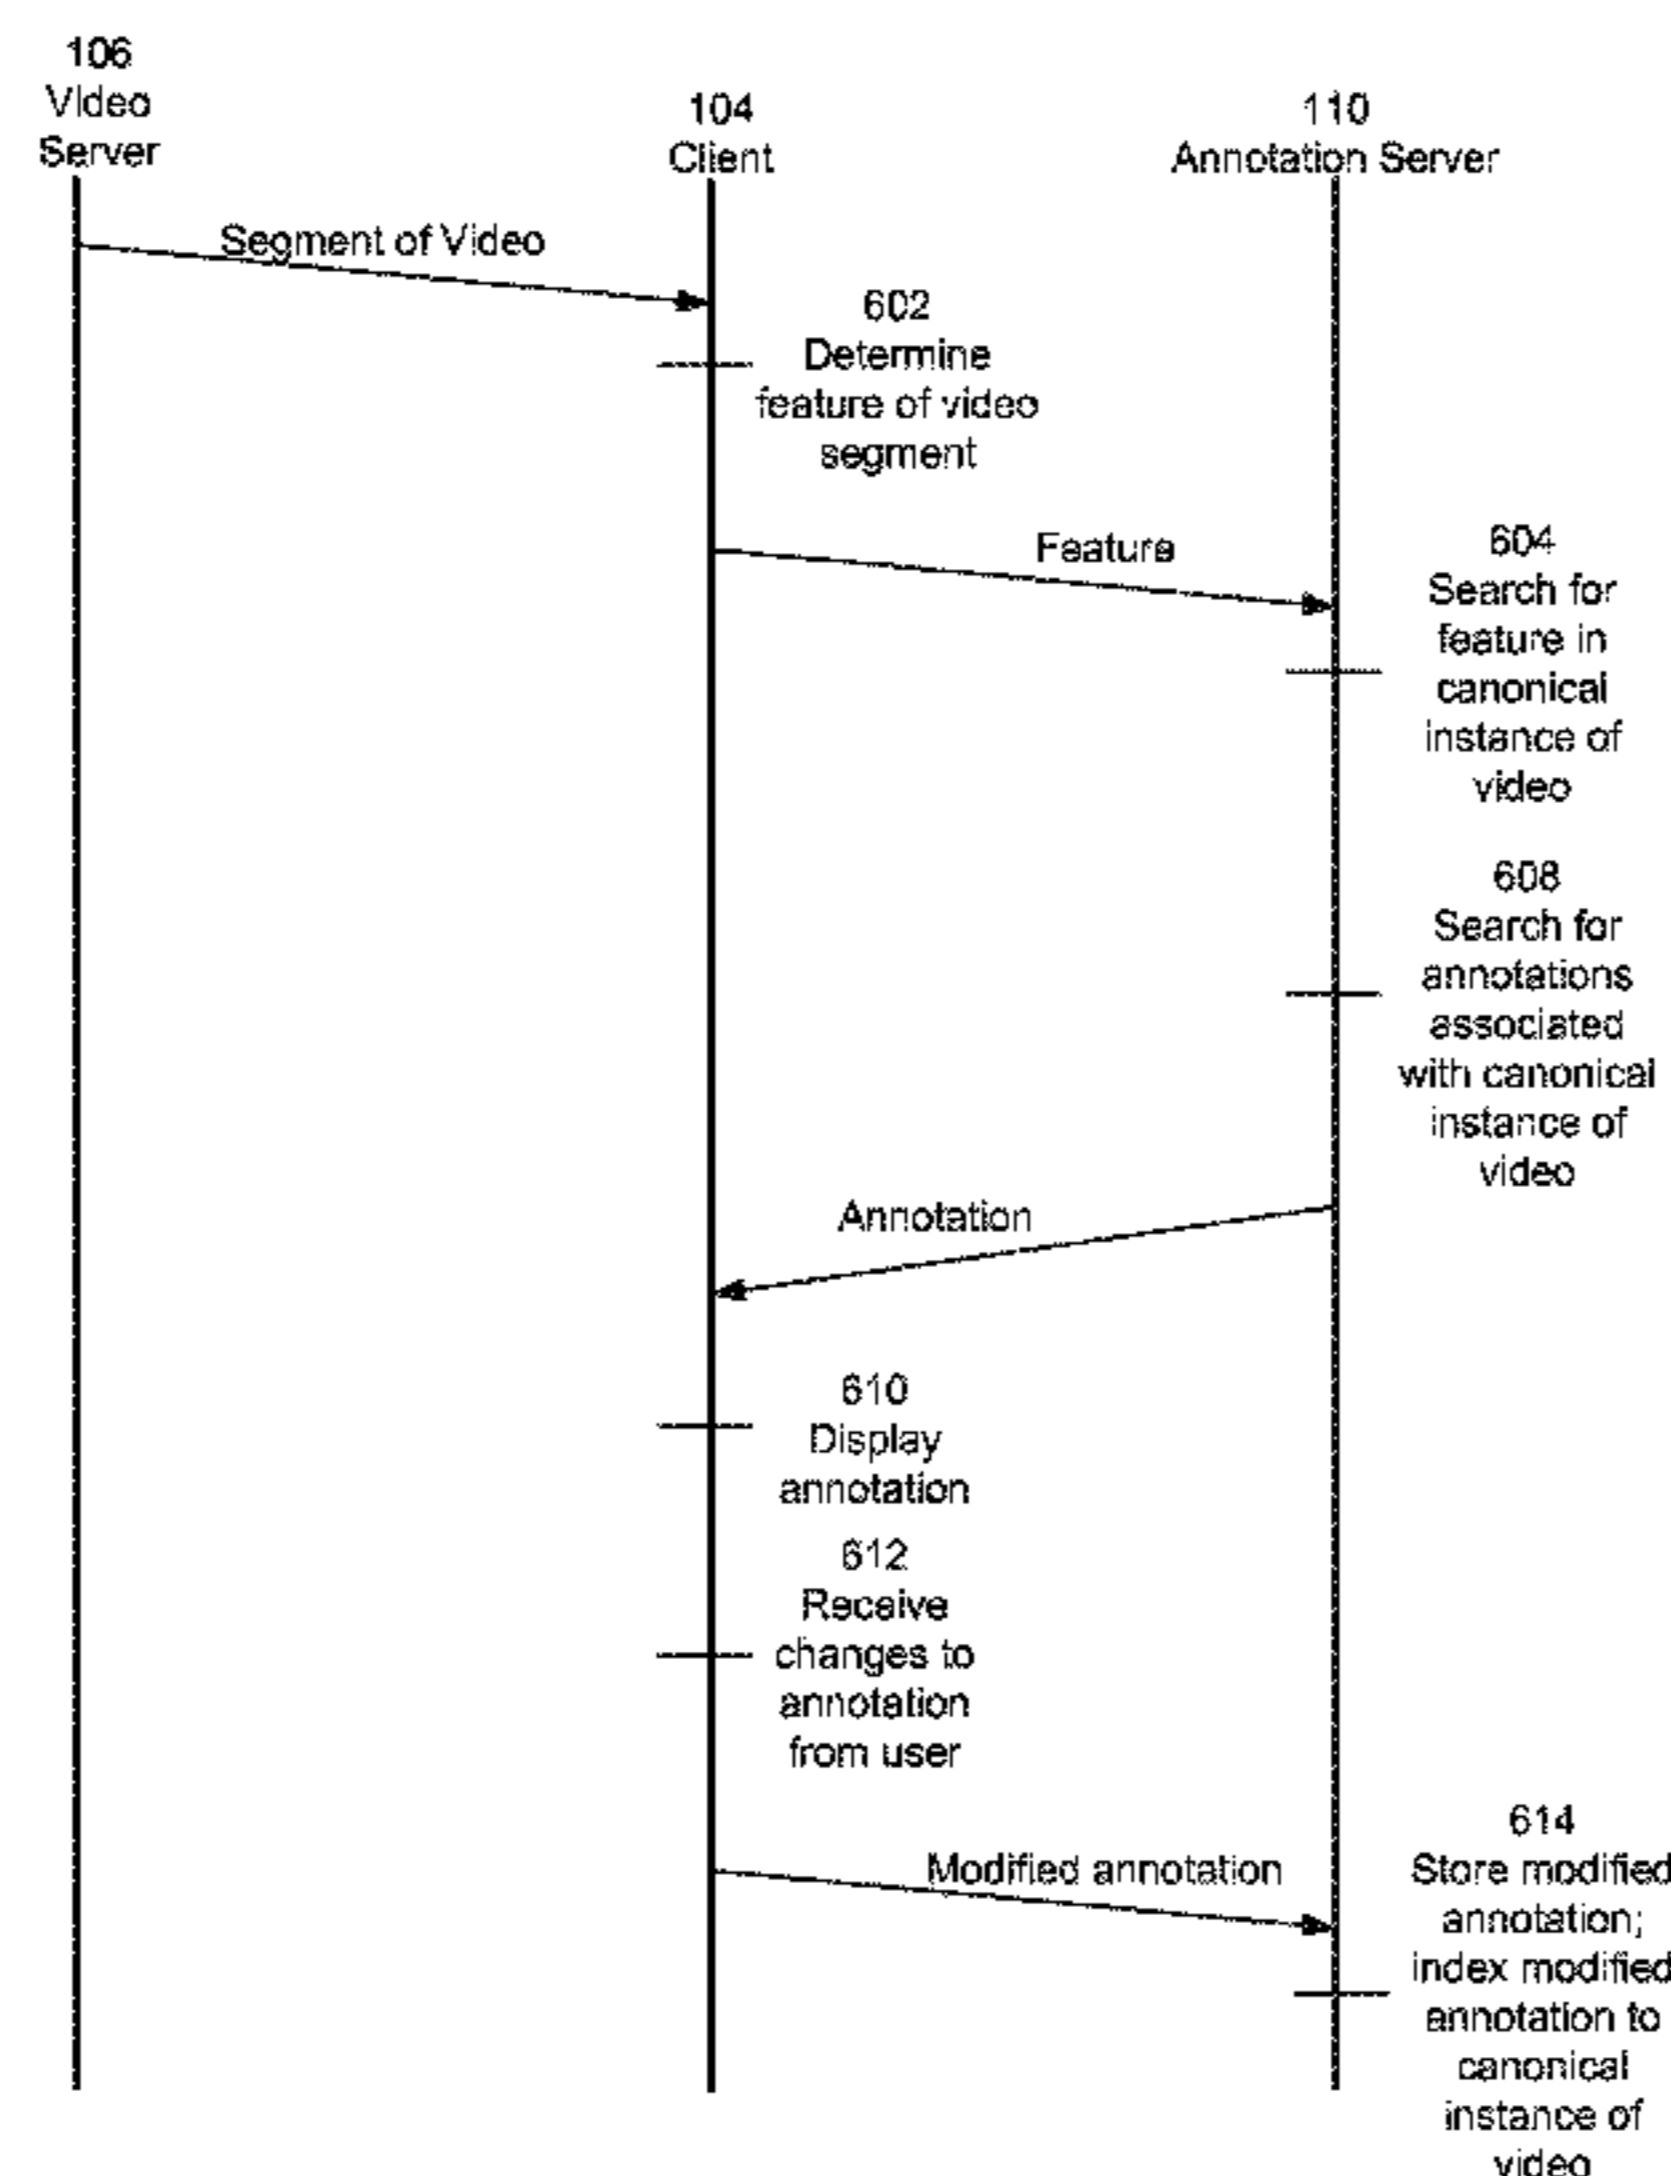 106
Video
Server
104
Client
110
Annotation Server
Segment of Video
602
Determine
feature of video
segment
Feature
604
Search for
feature in
canonical
instance of
video
608
Search for
annotations
associated
with canonical
instance of
video
Annotation
610
Display
annotation
612
Receive
changes to
annotation
from user
Modified annotation
614
Store modified
annotation;
index modified
annotation to
canonical
instance of
video